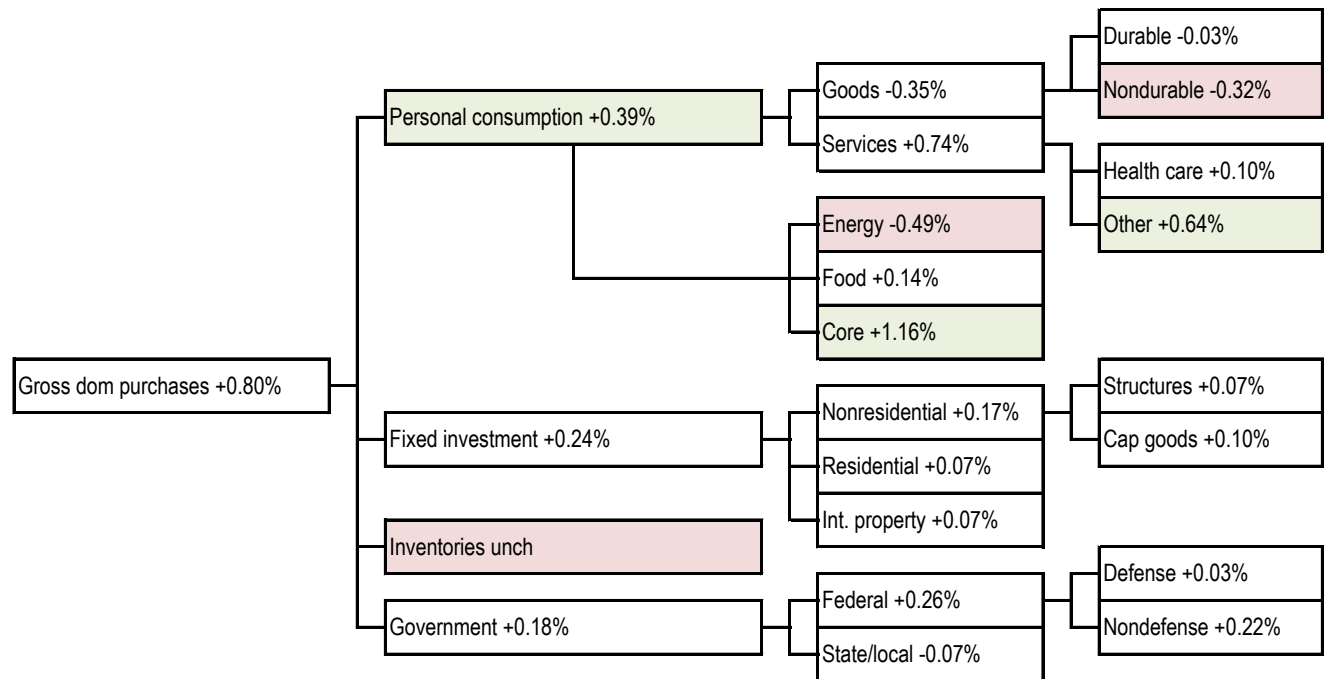 Gross dom purchases +0.80%
Personal consumption +0.39%
Goods -0.35%
Durable -0.03%
Nondurable -0.32%
Services +0.74%
Health care +0.10%
Other +0.64%
Energy -0.49%
Food +0.14%
Core +1.16%
Fixed investment +0.24%
Nonresidential +0.17%
Structures +0.07%
Cap goods +0.10%
Residential +0.07%
Int. property +0.07%
Inventories unch
Government +0.18%
Federal +0.26%
Defense +0.03%
Nondefense +0.22%
State/local -0.07%